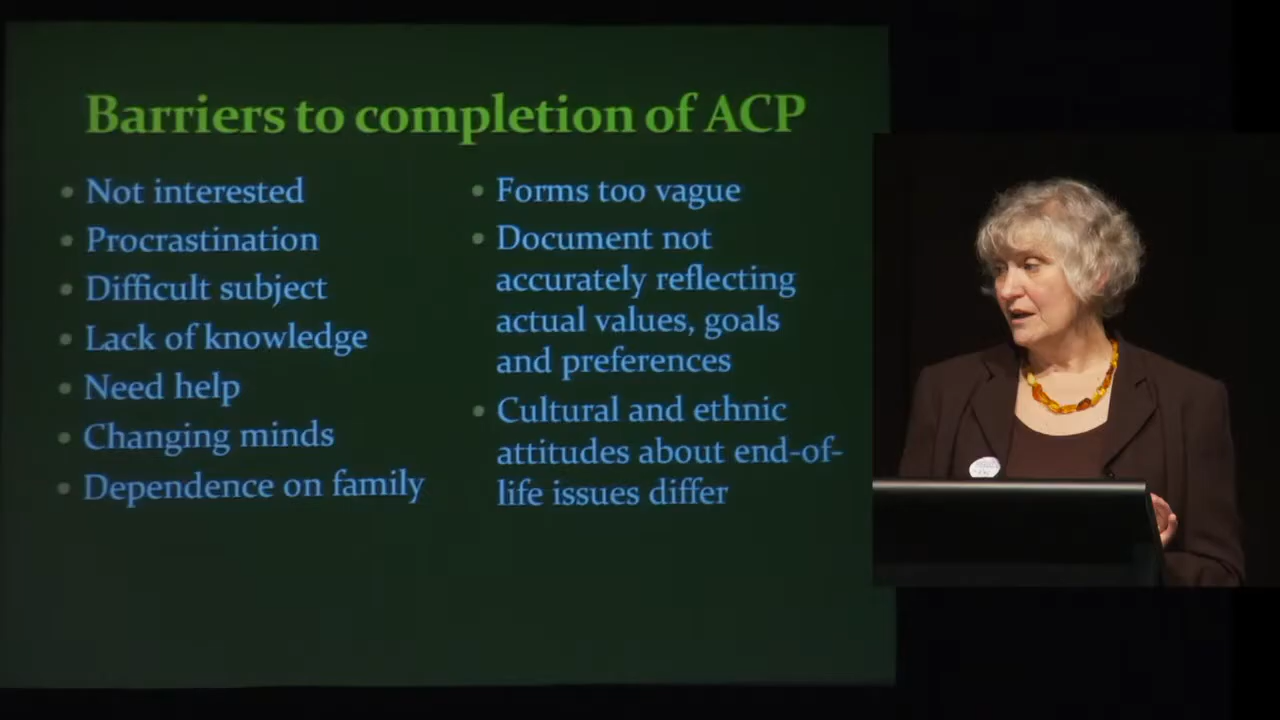 Barriers to completion of ACP
Not interested
Procrastination
Difficult subject
Lack of knowledge
Need help
Changing minds
Dependence on family
Forms too vague
Document not
accurately reflecting
actual values, goals
and preferences
Cultural and ethnic
attitudes about end-of-
life issues differ